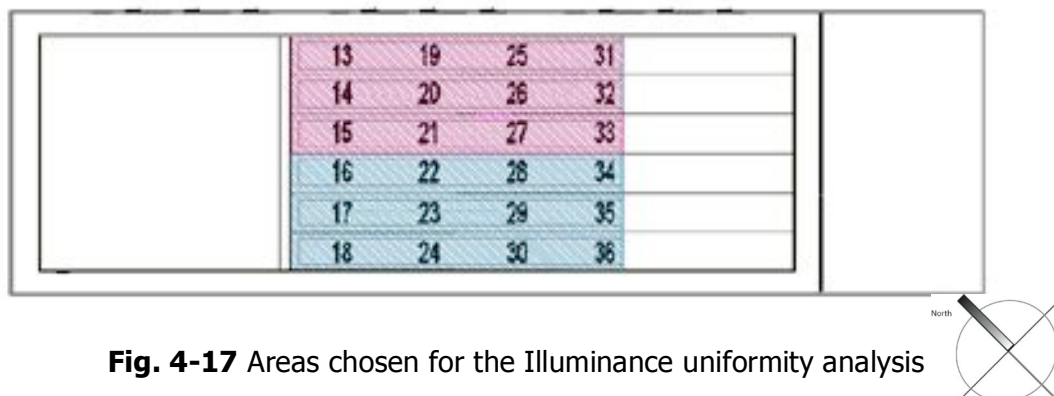 13 19 25 31
14 20 26 32
15 21 27 33
16 22 28 34
17 23 29 35
18 24 30 36
North
Fig. 4-17 Areas chosen for the Illuminance uniformity analysis